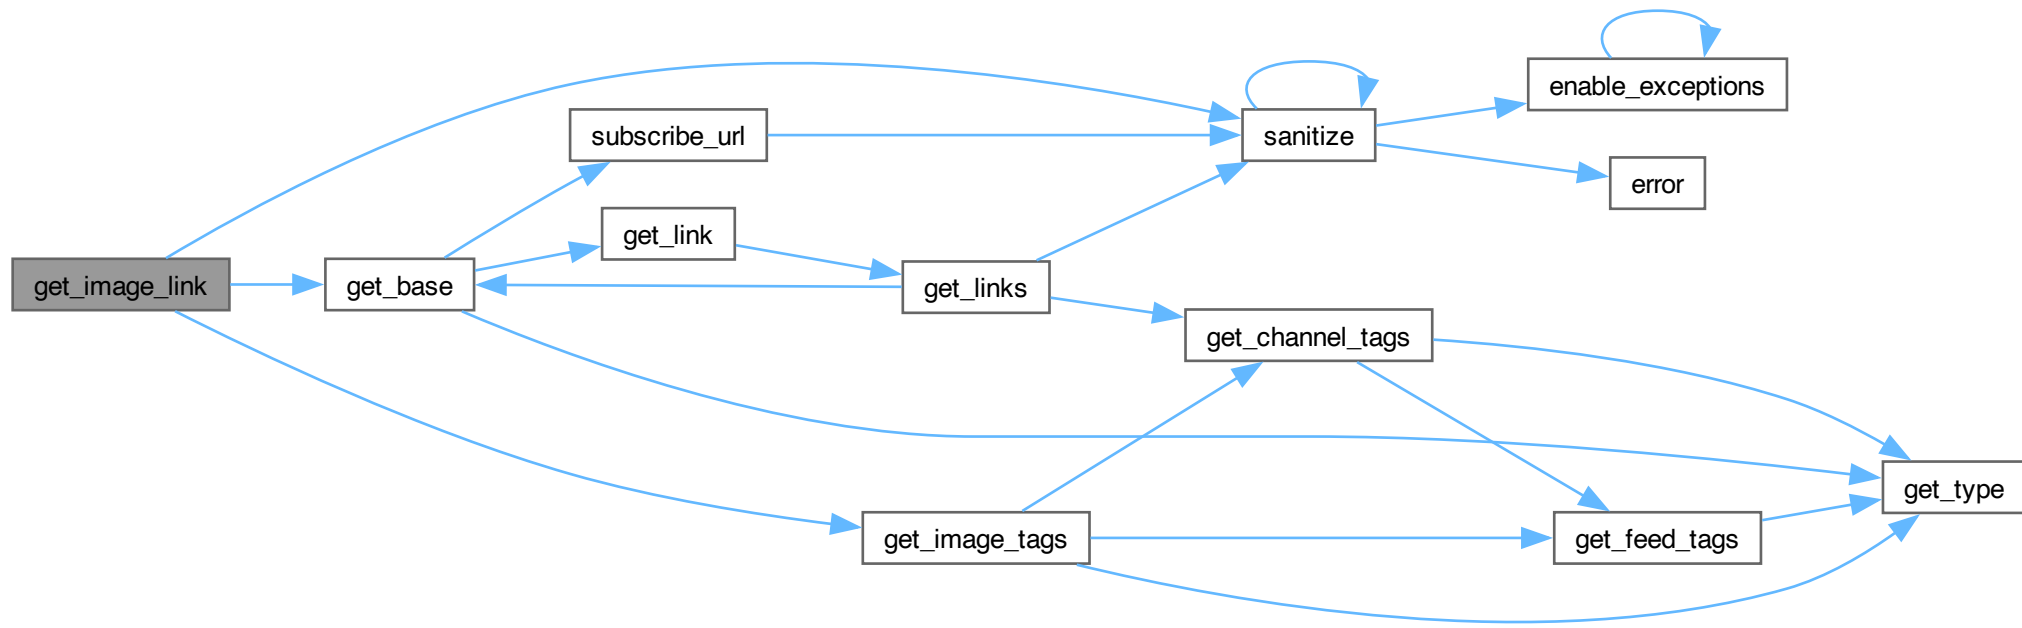 enable_exceptions
subscribe_url
sanitize
error
get_link
get_image_link
get_base
get_links
get_channel_tags
get_type
get_image_tags
get_feed_tags